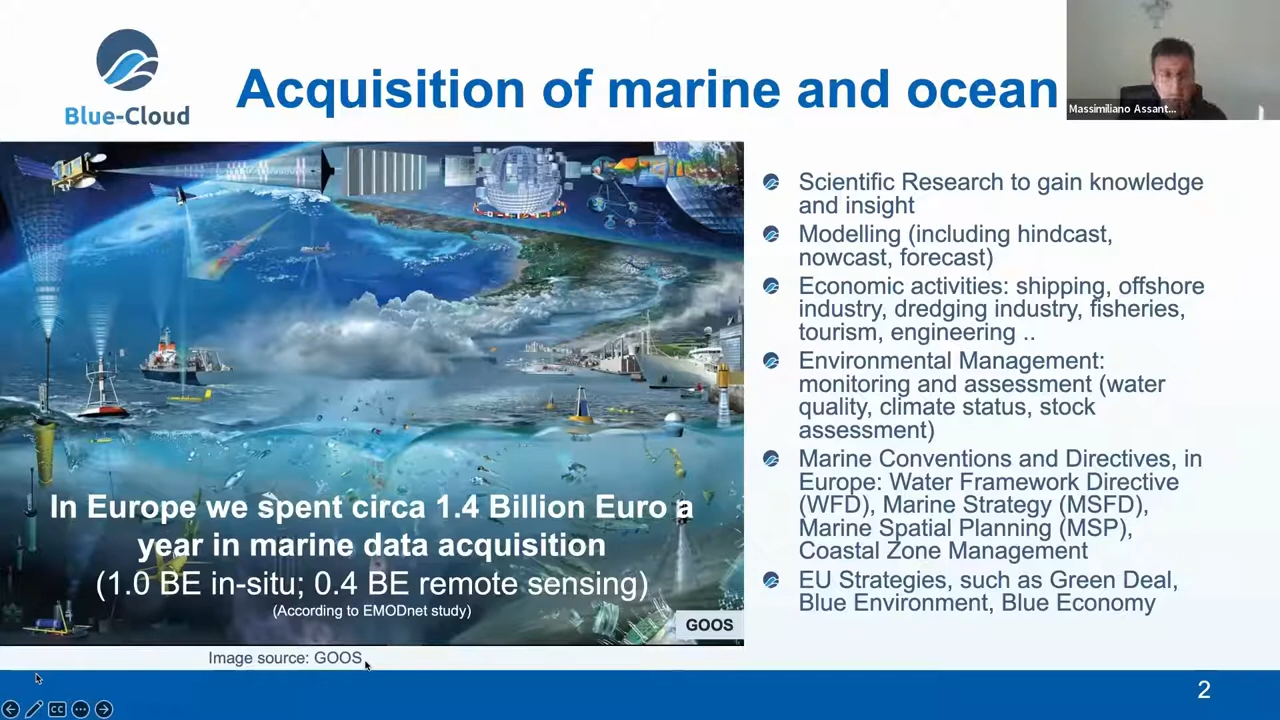 Blue-Cloud
Acquisition of marine and ocean
Massimiliano Assant...
Scientific Research to gain knowledge
and insight
Modelling (including hindcast,
nowcast, forecast)
Economic activities: shipping, offshore
industry, dredging industry, fisheries,
tourism, engineering ..
Environmental Management:
monitoring and assessment (water
quality, climate status, stock
assessment)
Marine Conventions and Directives, in
Europe: Water Framework Directive
(WFD), Marine Strategy (MSFD),
Marine Spatial Planning (MSP),
Coastal Zone Management
EU Strategies, such as Green Deal,
Blue Environment, Blue Economy
In Europe we spent circa 1.4 Billion Euro a
year in marine data acquisition
(1.0 BE in-situ; 0.4 BE remote sensing)
(According to EMODnet study)
GOOS
Image source: GOOS
2
CC